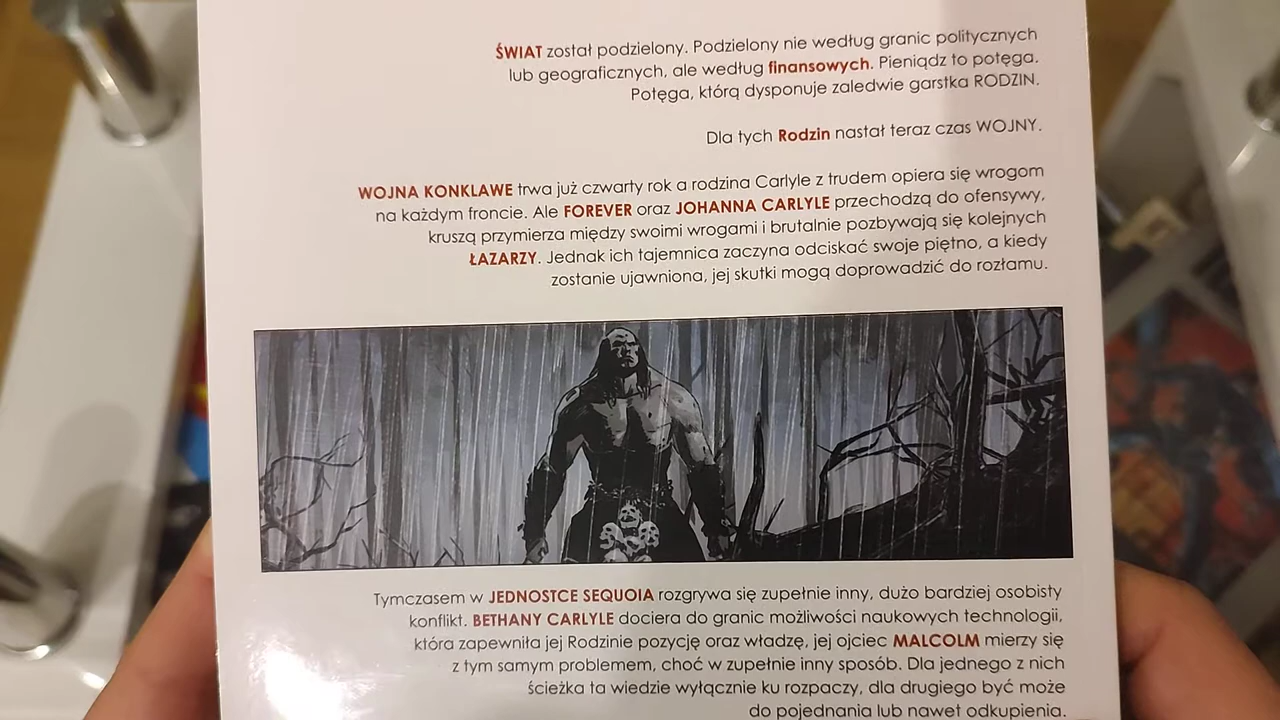 ŚWIAT został podzielony. Podzielony nie według granic politycznych
lub geograficznych, ale według finansowych. Pieniądz to potęga.
Potęga, którą dysponuje zaledwie garstka RODZIN.
Dla tych Rodzin nastał teraz czas WOJNY.
WOJNA KONKLAWE trwa już czwarty rok a rodzina Carlyle z trudem opiera się wrogom
na każdym froncie. Ale FOREVER oraz JOHANNA CARLYLE przechodzą do ofensywy,
kruszą przymierza między swoimi wrogami i brutalnie pozbywają się kolejnych
ŁAZARZY. Jednak ich tajemnica zaczyna odciskać swoje piętno, a kiedy
zostanie ujawniona, jej skutki mogą doprowadzić do rozłamu.
Tymczasem w JEDNOSTCE SEQUOIA rozgrywa się zupełnie inny, dużo bardziej osobisty
konflikt. BETHANY CARLYLE dociera do granic możliwości naukowych technologii,
która zapewniła jej Rodzinie pozycję oraz władzę, jej ojciec MALCOLM mierzy się
z tym samym problemem, choć w zupełnie inny sposób. Dla jednego z nich
ścieżka ta wiedzie wyłącznie ku rozpaczy, dla drugiego być może
do pojednania lub nawet odkupienia.